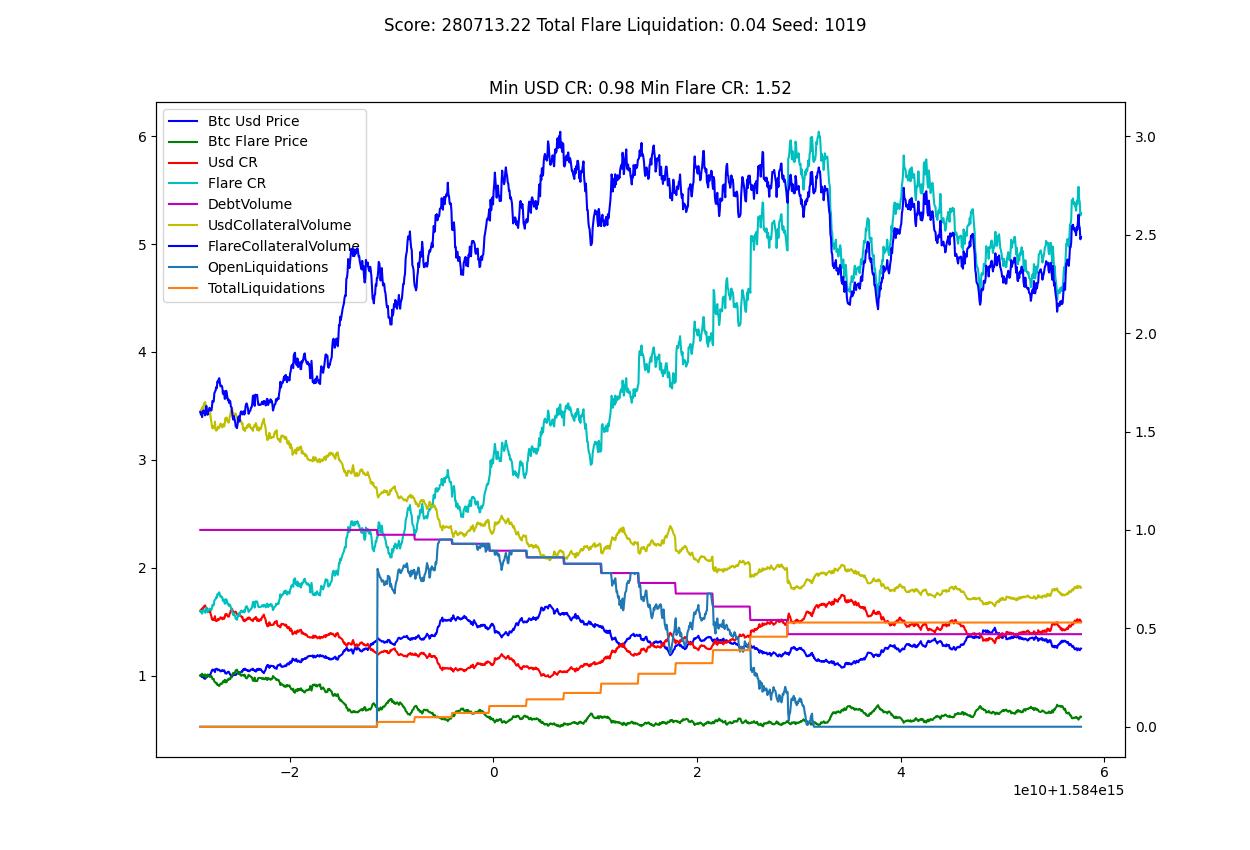 Score: 280713.22 Total Flare Liquidation: 0.04 Seed: 1019
Min USD CR: 0.98 Min Flare CR: 1.52
Btc Usd Price
Btc Flare Price
Usd CR
Flare CR
DebtVolume
UsdCollateralVolume
FlareCollateralVolume
OpenLiquidations
TotalLiquidations
6
5
4
3
2
1
3.0
2.5
2.0
1.5
1.0
0.5
0.0
−2
0
2
4
6
1e10+1.584e15